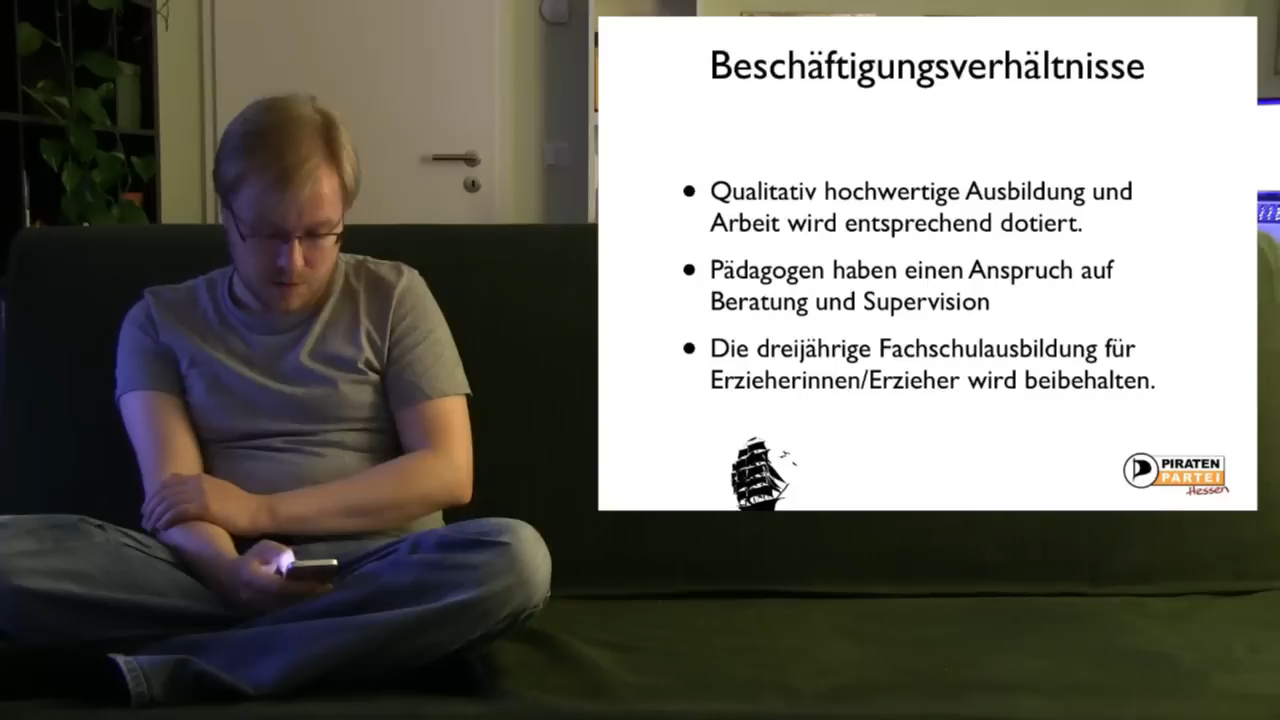 Beschäftigungsverhältnisse
• Qualitativ hochwertige Ausbildung und
Arbeit wird entsprechend dotiert.
• Pädagogen haben einen Anspruch auf
Beratung und Supervision
• Die dreijährige Fachschulausbildung für
Erzieherinnen/Erzieher wird beibehalten.
PIRATEN
PARTEI
Hessen